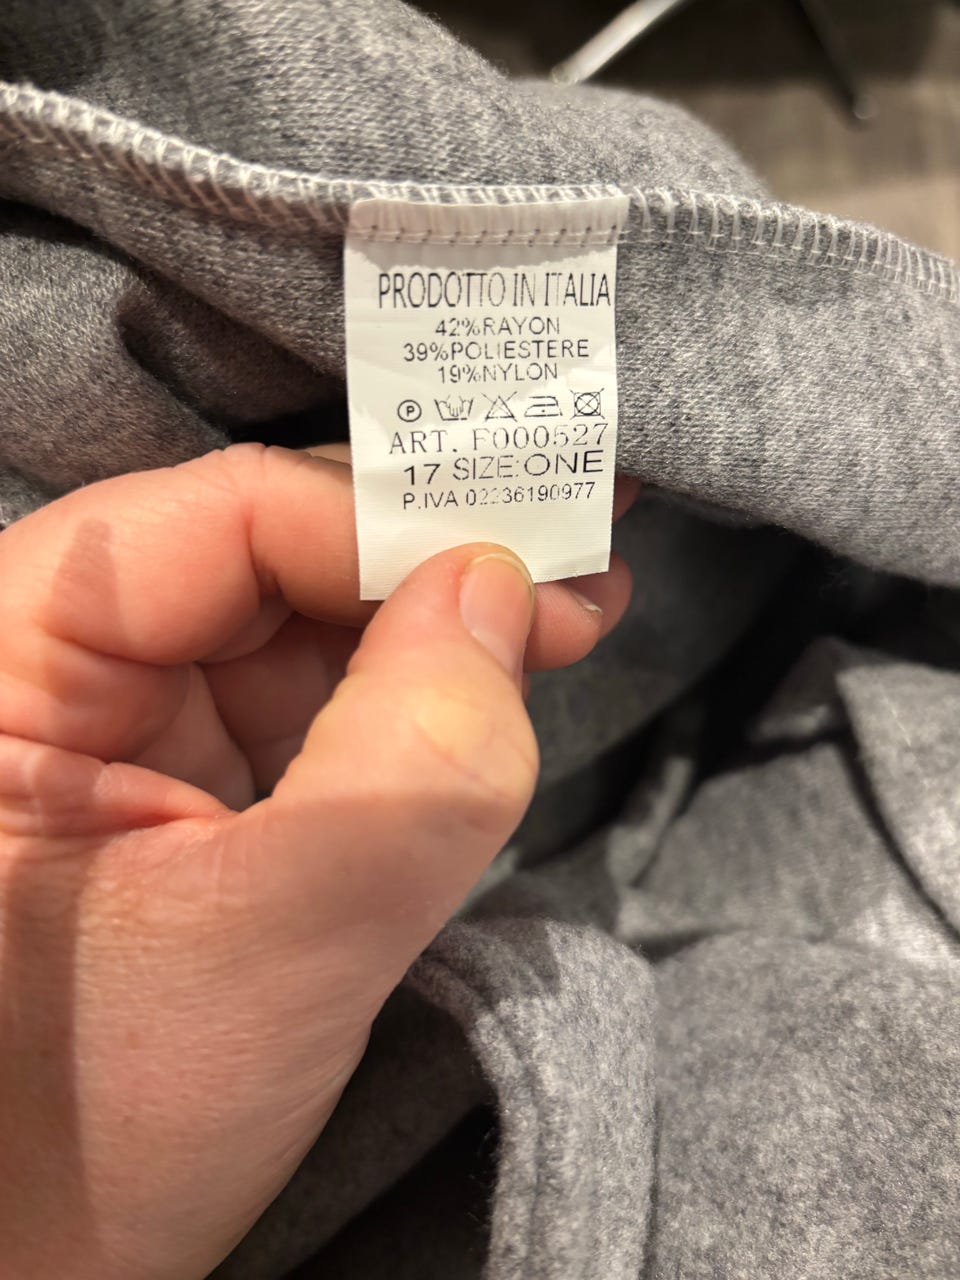 PRODOTTO IN ITALIA
42%RAYON
39%POLIESTERE
19%NYLON
P
ART. F000527
17 SIZE:ONE
P.IVA 02236190977